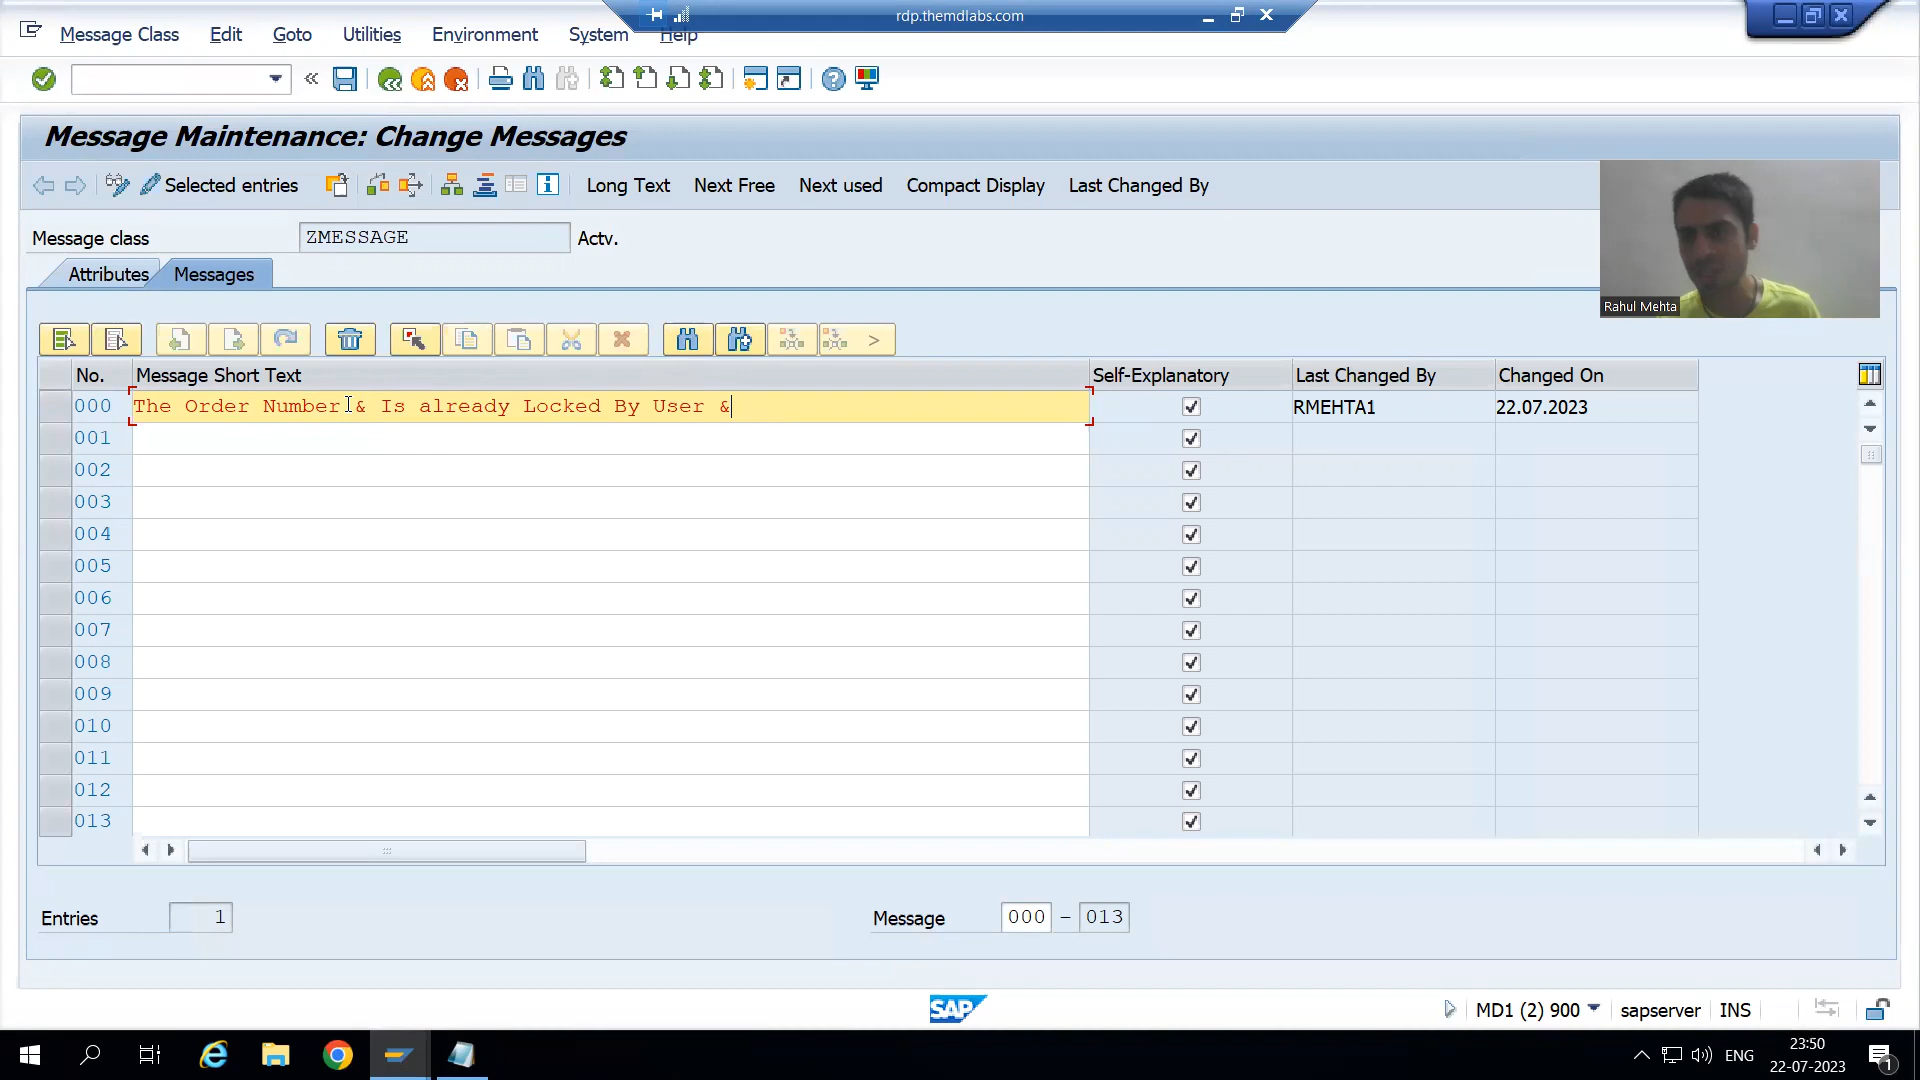 rdp.themdlabs.com
Message Class Edit Goto Utilities Environment System Help
Message Maintenance: Change Messages
Selected entries Long Text Next Free Next used Compact Display Last Changed By
Message class ZMESSAGE Actv.
Attributes Messages
Rahul Mehta
No. Message Short Text Self-Explanatory Last Changed By Changed On
000 The Order Number & Is already Locked By User & RMEHTA1 22.07.2023
001
002
003
004
005
006
007
008
009
010
011
012
013
Entries 1 Message 000 - 013
SAP MD1 (2) 900 sapserver INS
ENG 23:50
22-07-2023
1